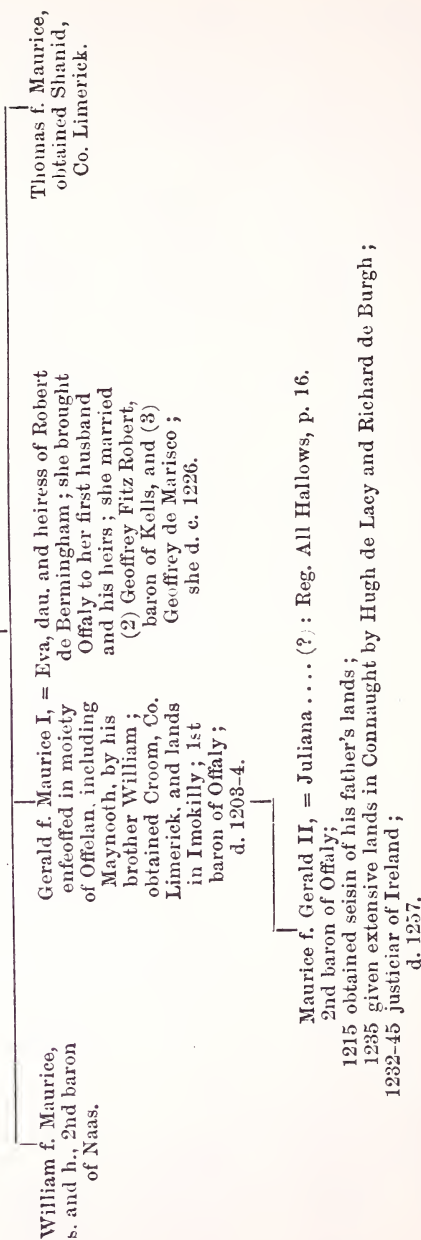 William f. Maurice,
s. and h., 2nd baron
of Naas.
Gerald f. Maurice I,
enfeoffed in moiety
of Offelan, including
Maynooth, by his
brother William;
obtained Croom, Co.
Limerick, and lands
in Imokilly; 1st
baron of Offaly;
d. 1203-4.
= Eva, dau. and heiress of Robert
de Bermingham; she brought
Offaly to her first husband
and his heirs; she married
(2) Geoffrey Fitz Robert,
baron of Kells, and (3)
Geoffrey de Marisco;
she d. c. 1226.
Thomas f. Maurice,
obtained Shanid,
Co. Limerick.
Maurice f. Gerald II, = Juliana .... (?) : Reg. All Hallows, p. 16.
2nd baron of Offaly;
1215 obtained seisin of his father's lands;
1235 given extensive lands in Connaught by Hugh de Lacy and Richard de Burgh;
1232-45 justiciar of Ireland;
d. 1257.